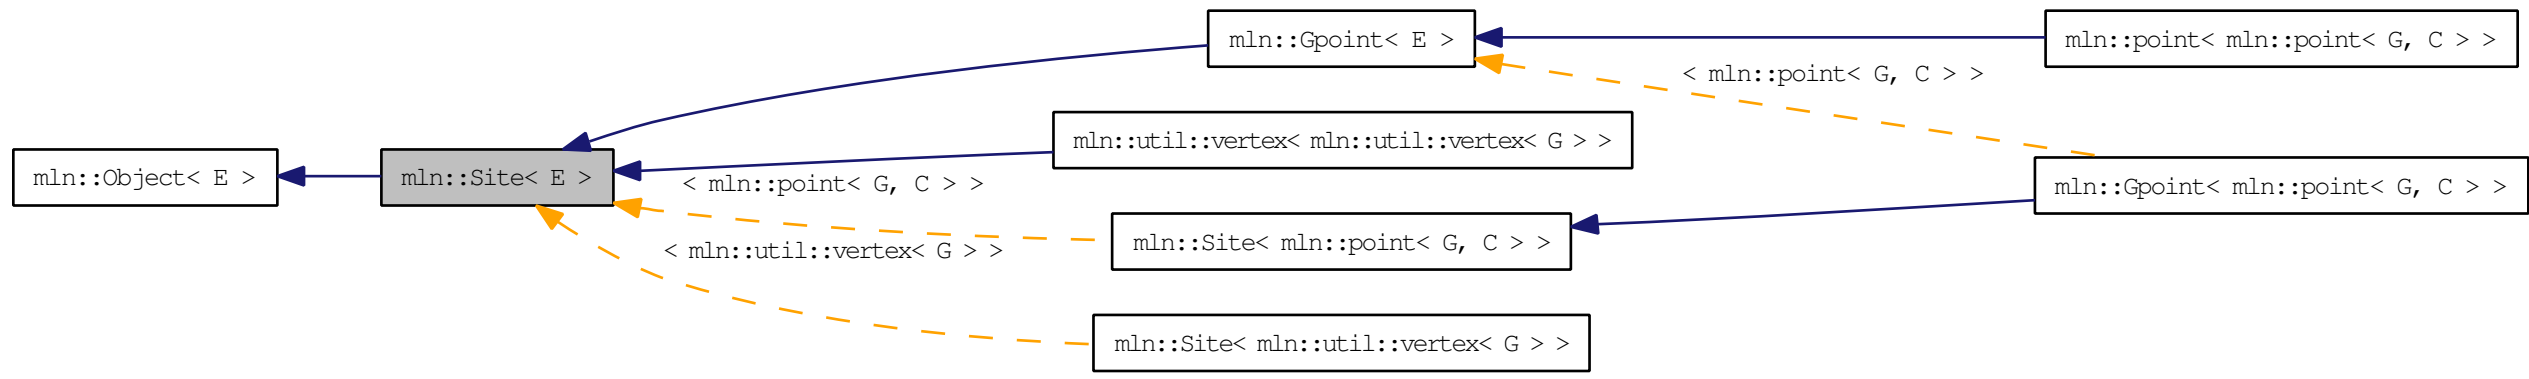 mln::Object< E >
mln::Site< E >
mln::Gpoint< E >
mln::point< mln::point< G, C > >
< mln::point< G, C > >
mln::util::vertex< mln::util::vertex< G > >
< mln::point< G, C > >
mln::Gpoint< mln::point< G, C > >
mln::Site< mln::point< G, C > >
< mln::util::vertex< G > >
mln::Site< mln::util::vertex< G > >